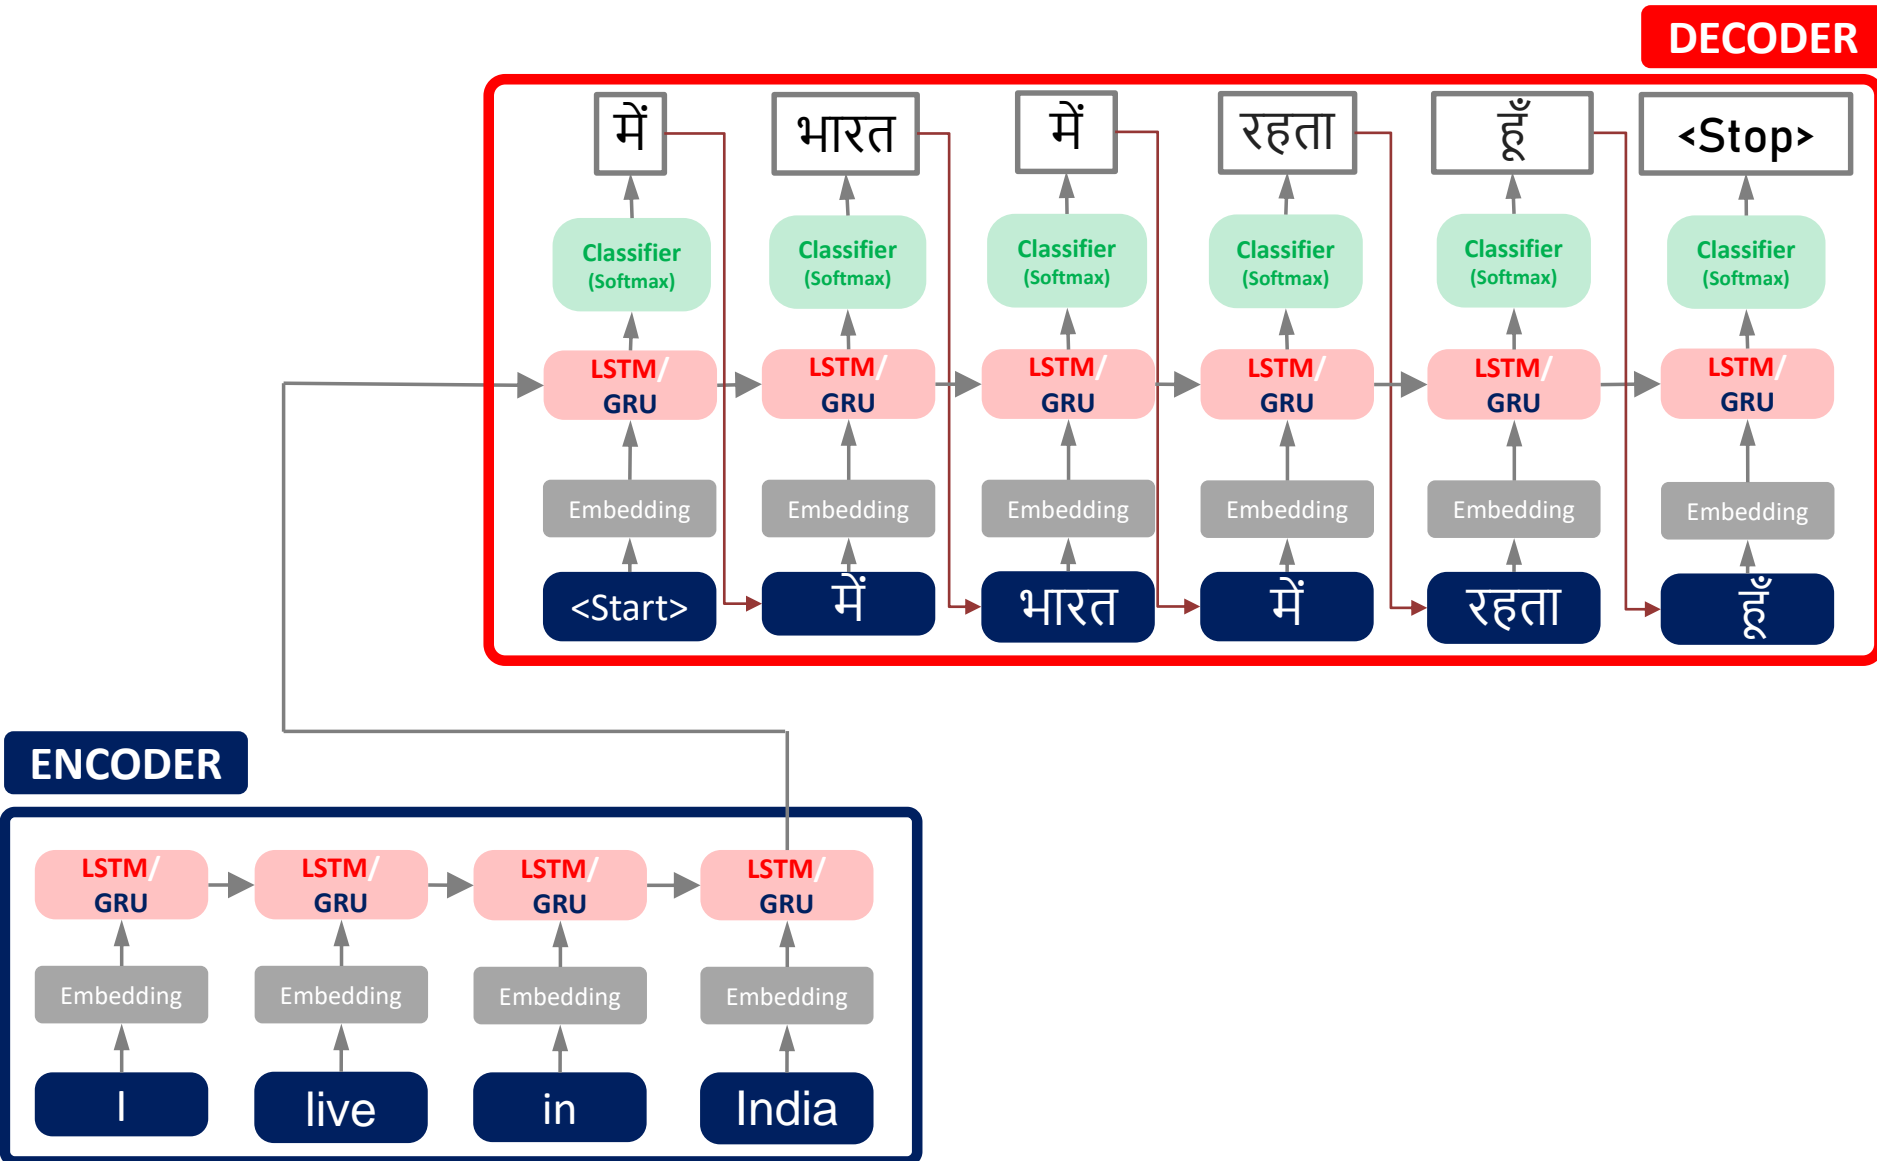 DECODER
में भारत में रहता हूँ <Stop>
Classifier Classifier Classifier Classifier Classifier Classifier
(Softmax) (Softmax) (Softmax) (Softmax) (Softmax) (Softmax)
LSTM/ LSTM/ LSTM/ LSTM/ LSTM/ LSTM/
GRU GRU GRU GRU GRU GRU
Embedding Embedding Embedding Embedding Embedding Embedding
<Start> में भारत में रहता हूँ
ENCODER
LSTM/ LSTM/ LSTM/ LSTM/
GRU GRU GRU GRU
Embedding Embedding Embedding Embedding
I live in India